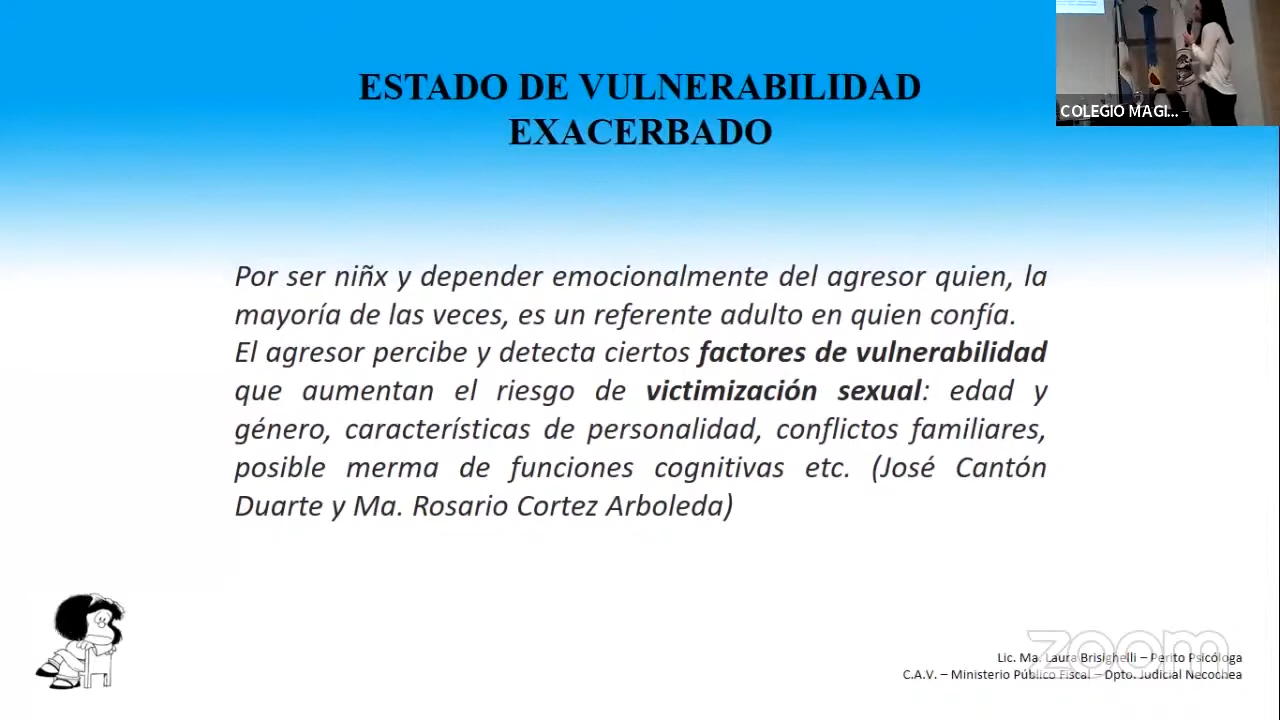 ESTADO DE VULNERABILIDAD
EXACERBADO
COLEGIO MAGI...
Por ser niñx y depender emocionalmente del agresor quien, la
mayoría de las veces, es un referente adulto en quien confía.
El agresor percibe y detecta ciertos factores de vulnerabilidad
que aumentan el riesgo de victimización sexual: edad y
género, características de personalidad, conflictos familiares,
posible merma de funciones cognitivas etc. (José Cantón
Duarte y Ma. Rosario Cortez Arboleda)
zoom
Lic. Ma. Laura Brisighelli – Perito Psicóloga
C.A.V. – Ministerio Público Fiscal – Dpto. Judicial Necochea